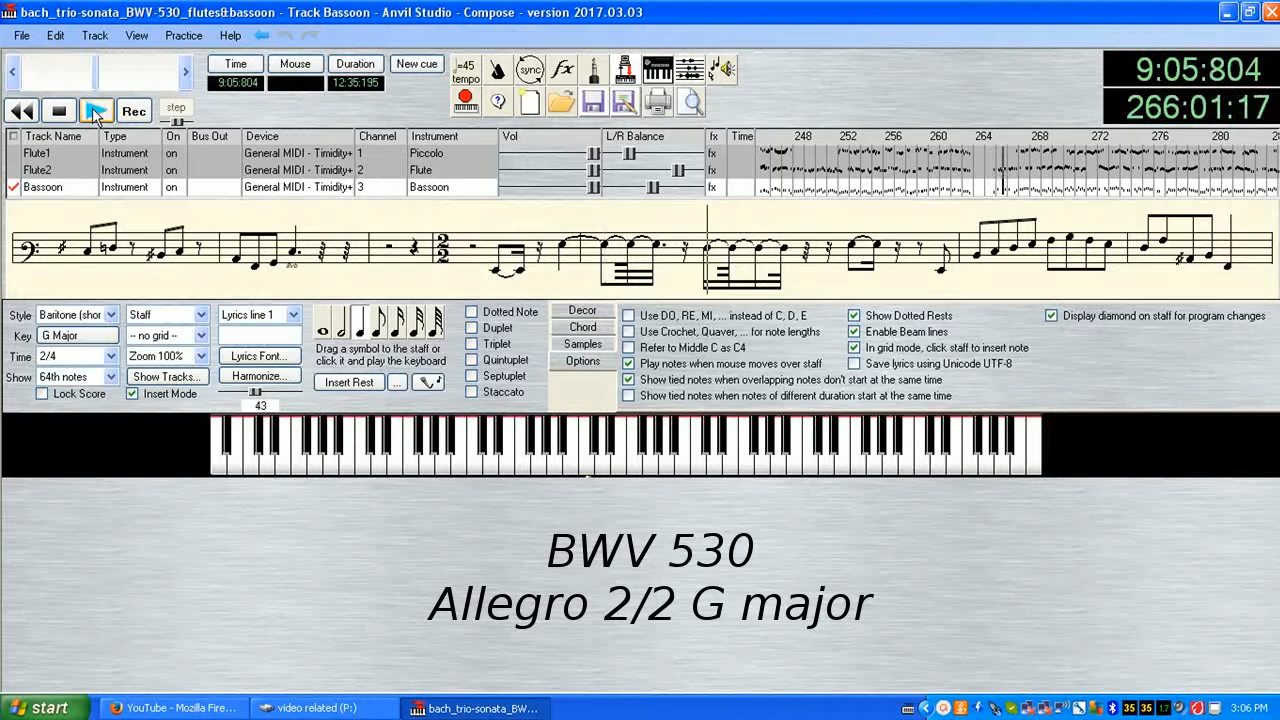 bach_trio-sonata_BWV-530_flutes&bassoon - Track Bassoon - Anvil Studio - Compose - version 2017.03.03
File Edit Track View Practice Help
Time Mouse Duration New cue
9:05:804 12:35:195
=45
tempo
sync
fx
9:05:804
266:01:17
Rec
step
Track Name Type On Bus Out Device Channel Instrument Vol L/R Balance fx Time 248 252 256 260 264 268 272 276 280
Flute1 Instrument on General MIDI - Timidity+ 1 Piccolo fx
Flute2 Instrument on General MIDI - Timidity+ 2 Flute fx
Bassoon Instrument on General MIDI - Timidity+ 3 Bassoon fx
2
2
8vb
Style Baritone (shor Staff Lyrics line 1
Key G Major -- no grid -- 
Time 2/4 Zoom 100% Lyrics Font...
Show 64th notes Show Tracks... Harmonize...
Lock Score Insert Mode
43
Drag a symbol to the staff or
click it and play the keyboard
Insert Rest ...
Dotted Note
Duplet
Triplet
Quintuplet
Septuplet
Staccato
Decor
Chord
Samples
Options
Use DO, RE, MI, ... instead of C, D, E
Use Crochet, Quaver, ... for note lengths
Refer to Middle C as C4
Play notes when mouse moves over staff
Show tied notes when overlapping notes don't start at the same time
Show tied notes when notes of different duration start at the same time
Show Dotted Rests
Enable beam lines
In grid mode, click staff to insert note
Save lyrics using Unicode UTF-8
Display diamond on staff for program changes
BWV 530
Allegro 2/2 G major
start YouTube - Mozilla Fire... video related (P:) bach_trio-sonata_BW... 35 35 3:06 PM